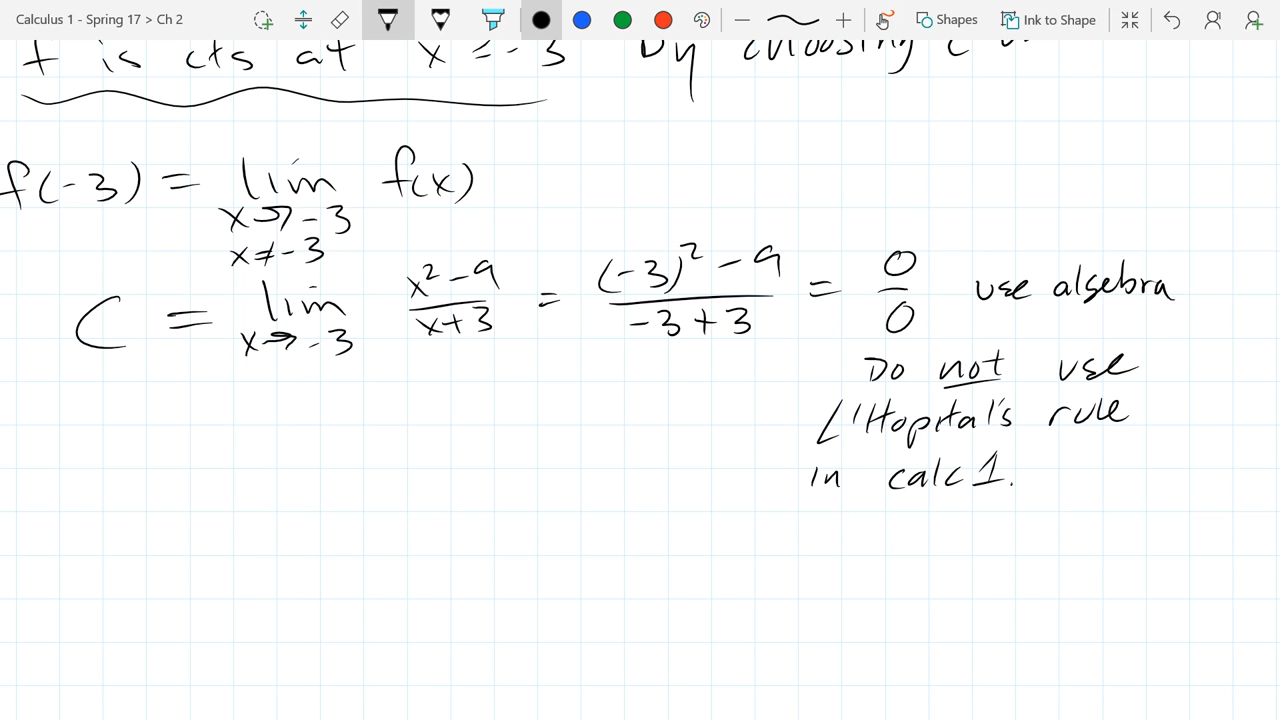 Calculus 1 - Spring 17 > Ch 2
Shapes
Ink to Shape
f is cts at x = -3 by choosing c
f(-3) = lim f(x)
x→-3
x≠-3
C = lim x²-9 / x+3 = (-3)²-9 / -3+3 = 0/0 use algebra
x→-3
Do not use
L'Hopital's rule
in calc 1.